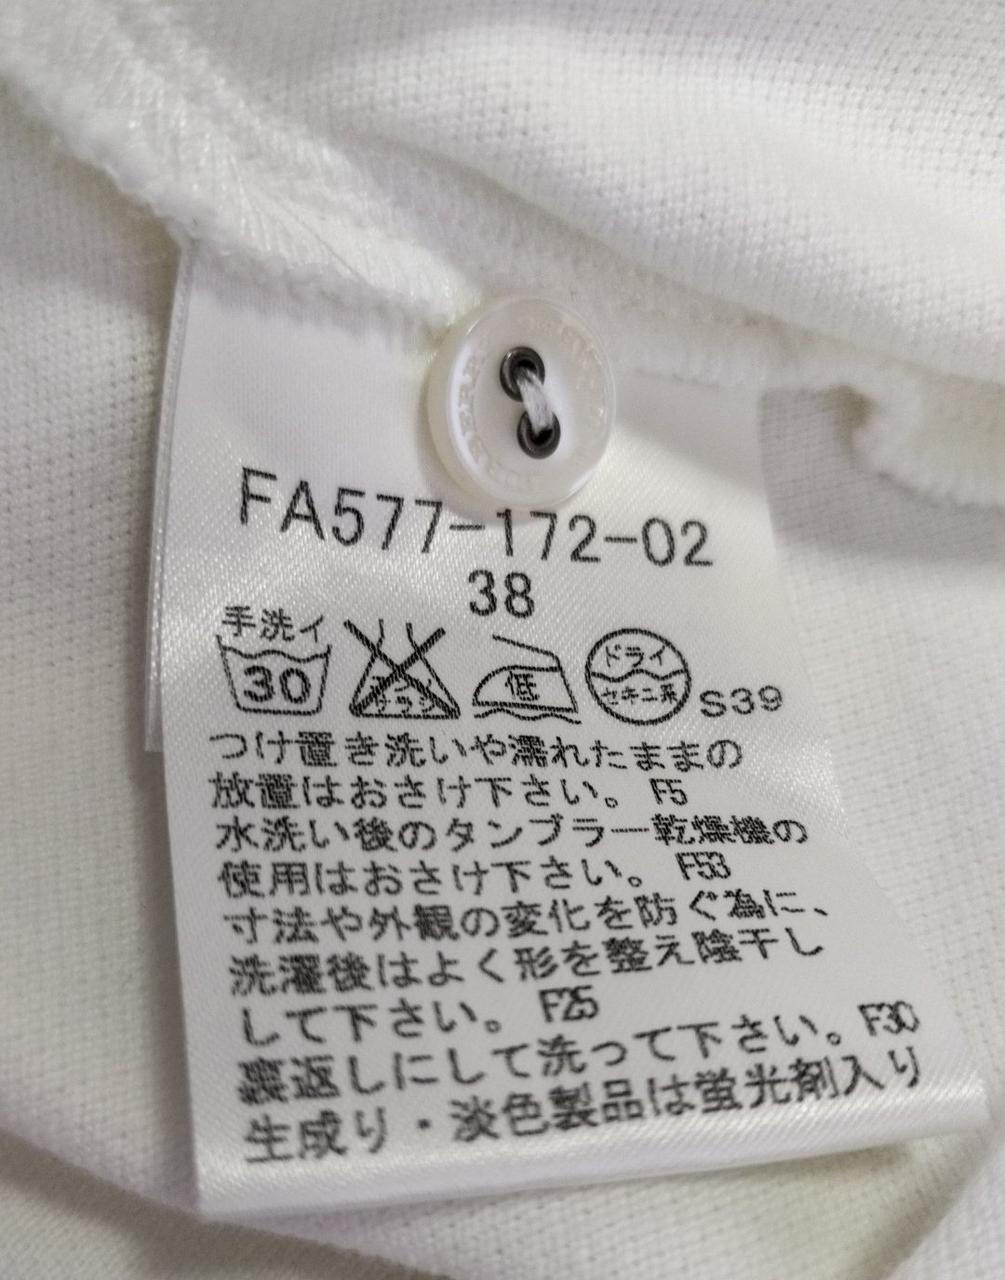 FA577-172-02
38
手洗イ
30
エンソ
サラシ
低
ドライ
セキユ系
S39
つけ置き洗いや濡れたままの
放置はおさけ下さい。 F5
水洗い後のタンブラー乾燥機の
使用はおさけ下さい。 F53
寸法や外観の変化を防ぐ為に、
洗濯後はよく形を整え陰干し
して下さい。 F25
裏返しにして洗って下さい。F30
生成り・淡色製品は蛍光剤入り